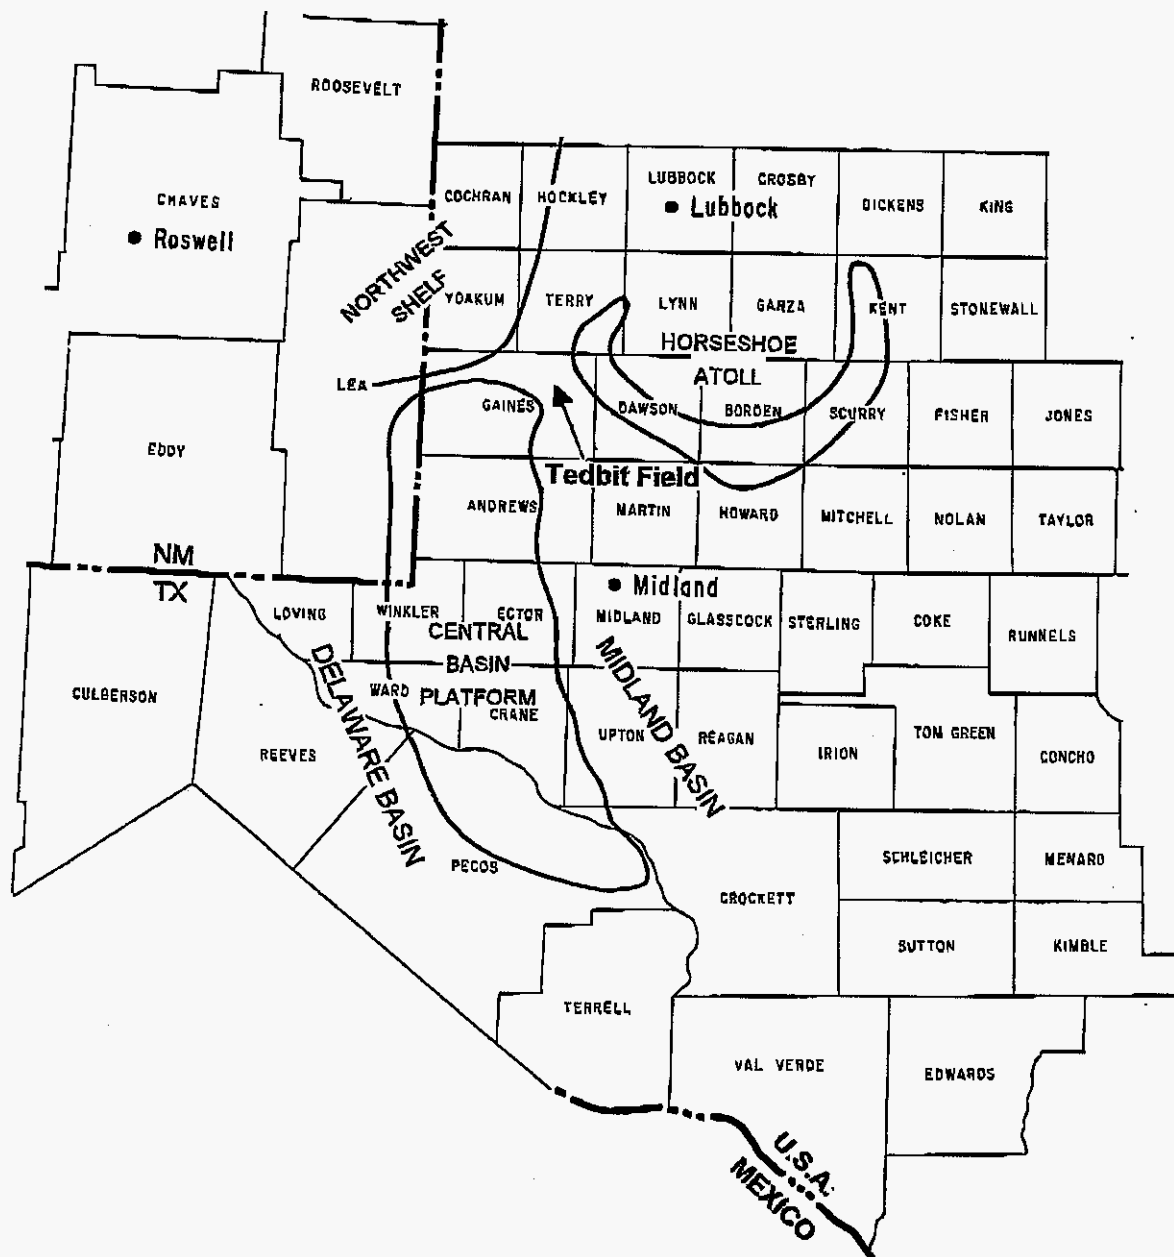 ROOSEVELT
CHAVES
Roswell
COCHRAN
HOCKLEY
LUBBOCK
CROSBY
Lubbock
DICKENS
KING
NORTHWEST
SHELF
YOAKUM
TERRY
LYNN
GARZA
KENT
STONEWALL
HORSESHOE
ATOLL
LEA
GAINES
DAWSON
BORDEN
SCURRY
FISHER
JONES
EDDY
Tedbit Field
ANDREWS
MARTIN
HOWARD
MITCHELL
NOLAN
TAYLOR
NM
TX
Midland
LOVING
WINKLER
ECTOR
MIDLAND
GLASSCOCK
STERLING
COKE
RUNNELS
CENTRAL
BASIN
PLATFORM
CULBERSON
DELAWARE BASIN
WARD
CRANE
MIDLAND BASIN
REEVES
UPTON
REAGAN
IRION
TOM GREEN
CONCHO
PECOS
CROCKETT
SCHLEICHER
MENARD
SUTTON
KIMBLE
TERRELL
VAL VERDE
EDWARDS
U.S.A.
MEXICO